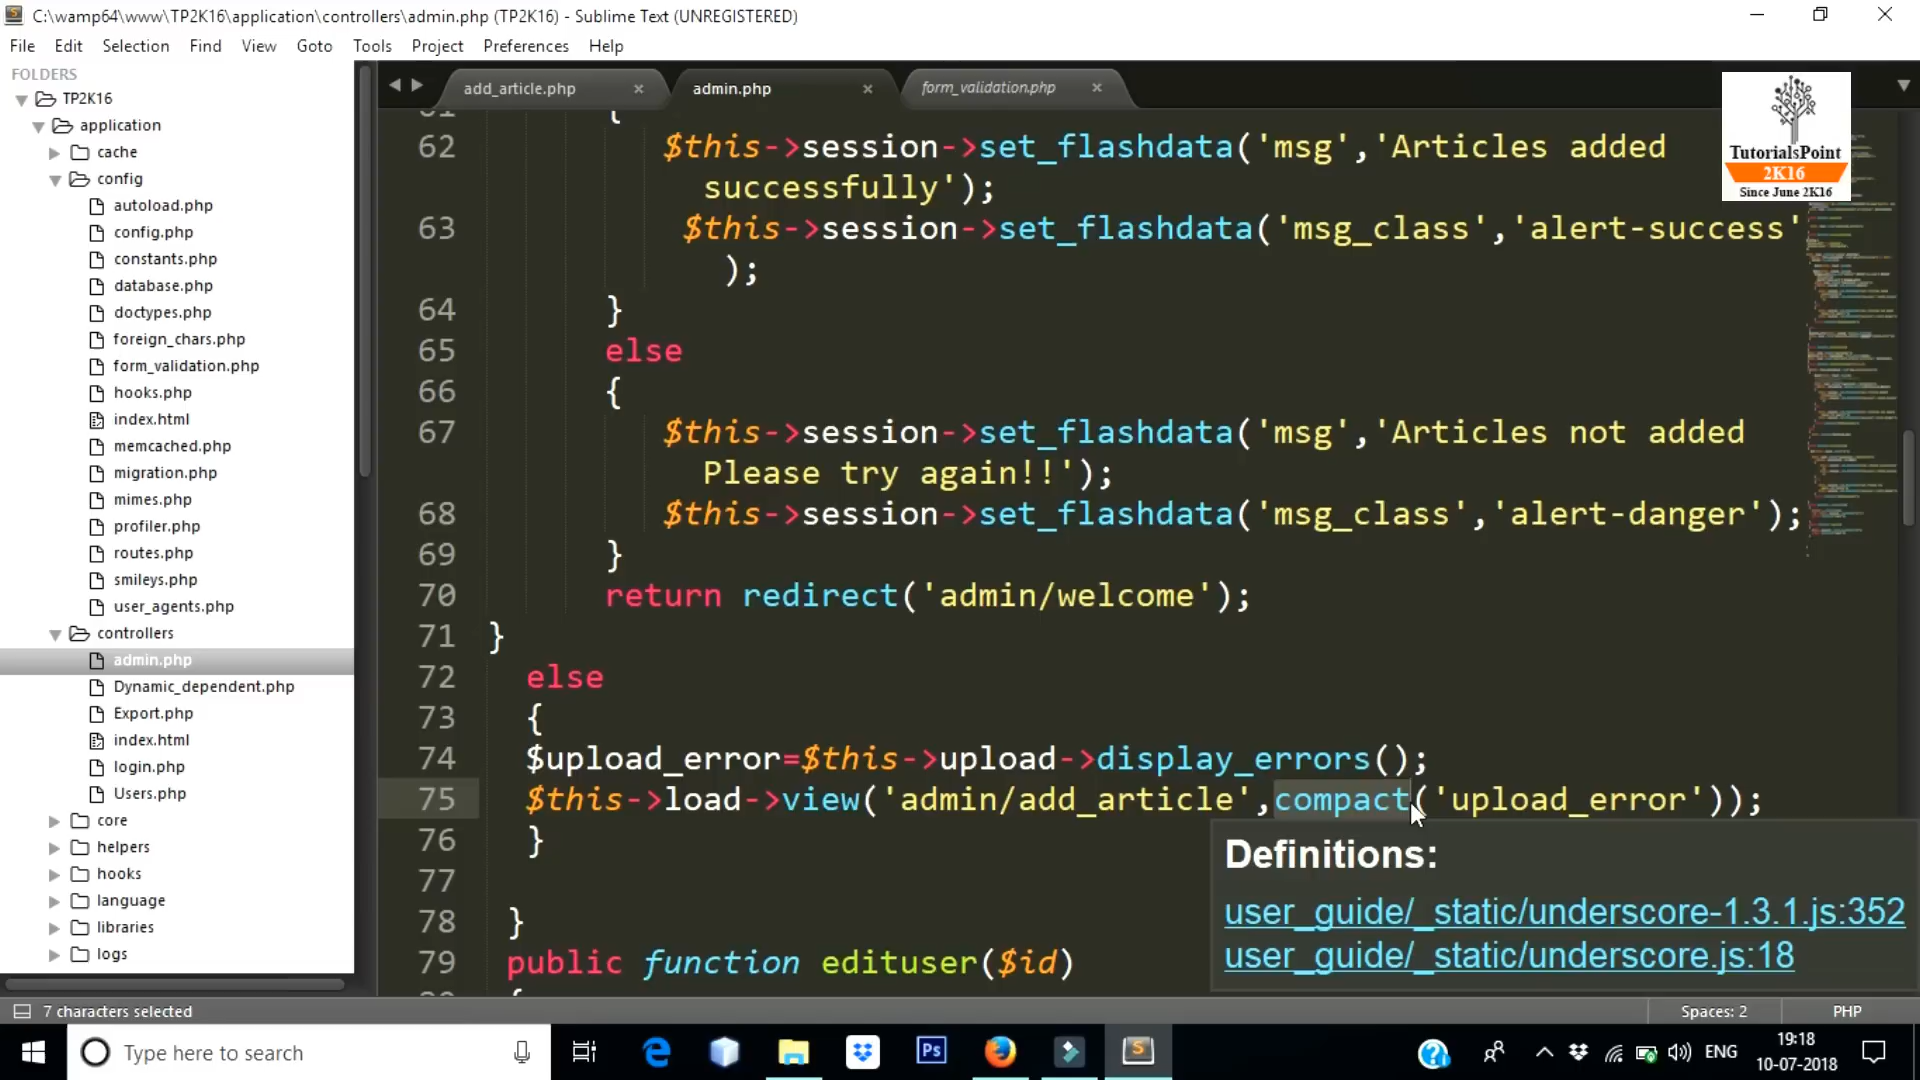 C:\wamp64\www\TP2K16\application\controllers\admin.php (TP2K16) - Sublime Text (UNREGISTERED)
File Edit Selection Find View Goto Tools Project Preferences Help
FOLDERS
TP2K16
application
cache
config
autoload.php
config.php
constants.php
database.php
doctypes.php
foreign_chars.php
form_validation.php
hooks.php
index.html
memcached.php
migration.php
mimes.php
profiler.php
routes.php
smileys.php
user_agents.php
controllers
admin.php
Dynamic_dependent.php
Export.php
index.html
login.php
Users.php
core
helpers
hooks
language
libraries
logs
add_article.php × admin.php × form_validation.php ×
TutorialsPoint
2K16
Since June 2K16
61 {
62 $this->session->set_flashdata('msg','Articles added
successfully');
63 $this->session->set_flashdata('msg_class','alert-success'
);
64 }
65 else
66 {
67 $this->session->set_flashdata('msg','Articles not added
Please try again!!');
68 $this->session->set_flashdata('msg_class','alert-danger');
69 }
70 return redirect('admin/welcome');
71 }
72 else
73 {
74 $upload_error=$this->upload->display_errors();
75 $this->load->view('admin/add_article',compact('upload_error'));
76 }
77
78 }
79 public function edituser($id)
Definitions:
user_guide/_static/underscore-1.3.1.js:352
user_guide/_static/underscore.js:18
7 characters selected Spaces: 2 PHP
Type here to search
Ps
ENG
19:18
10-07-2018